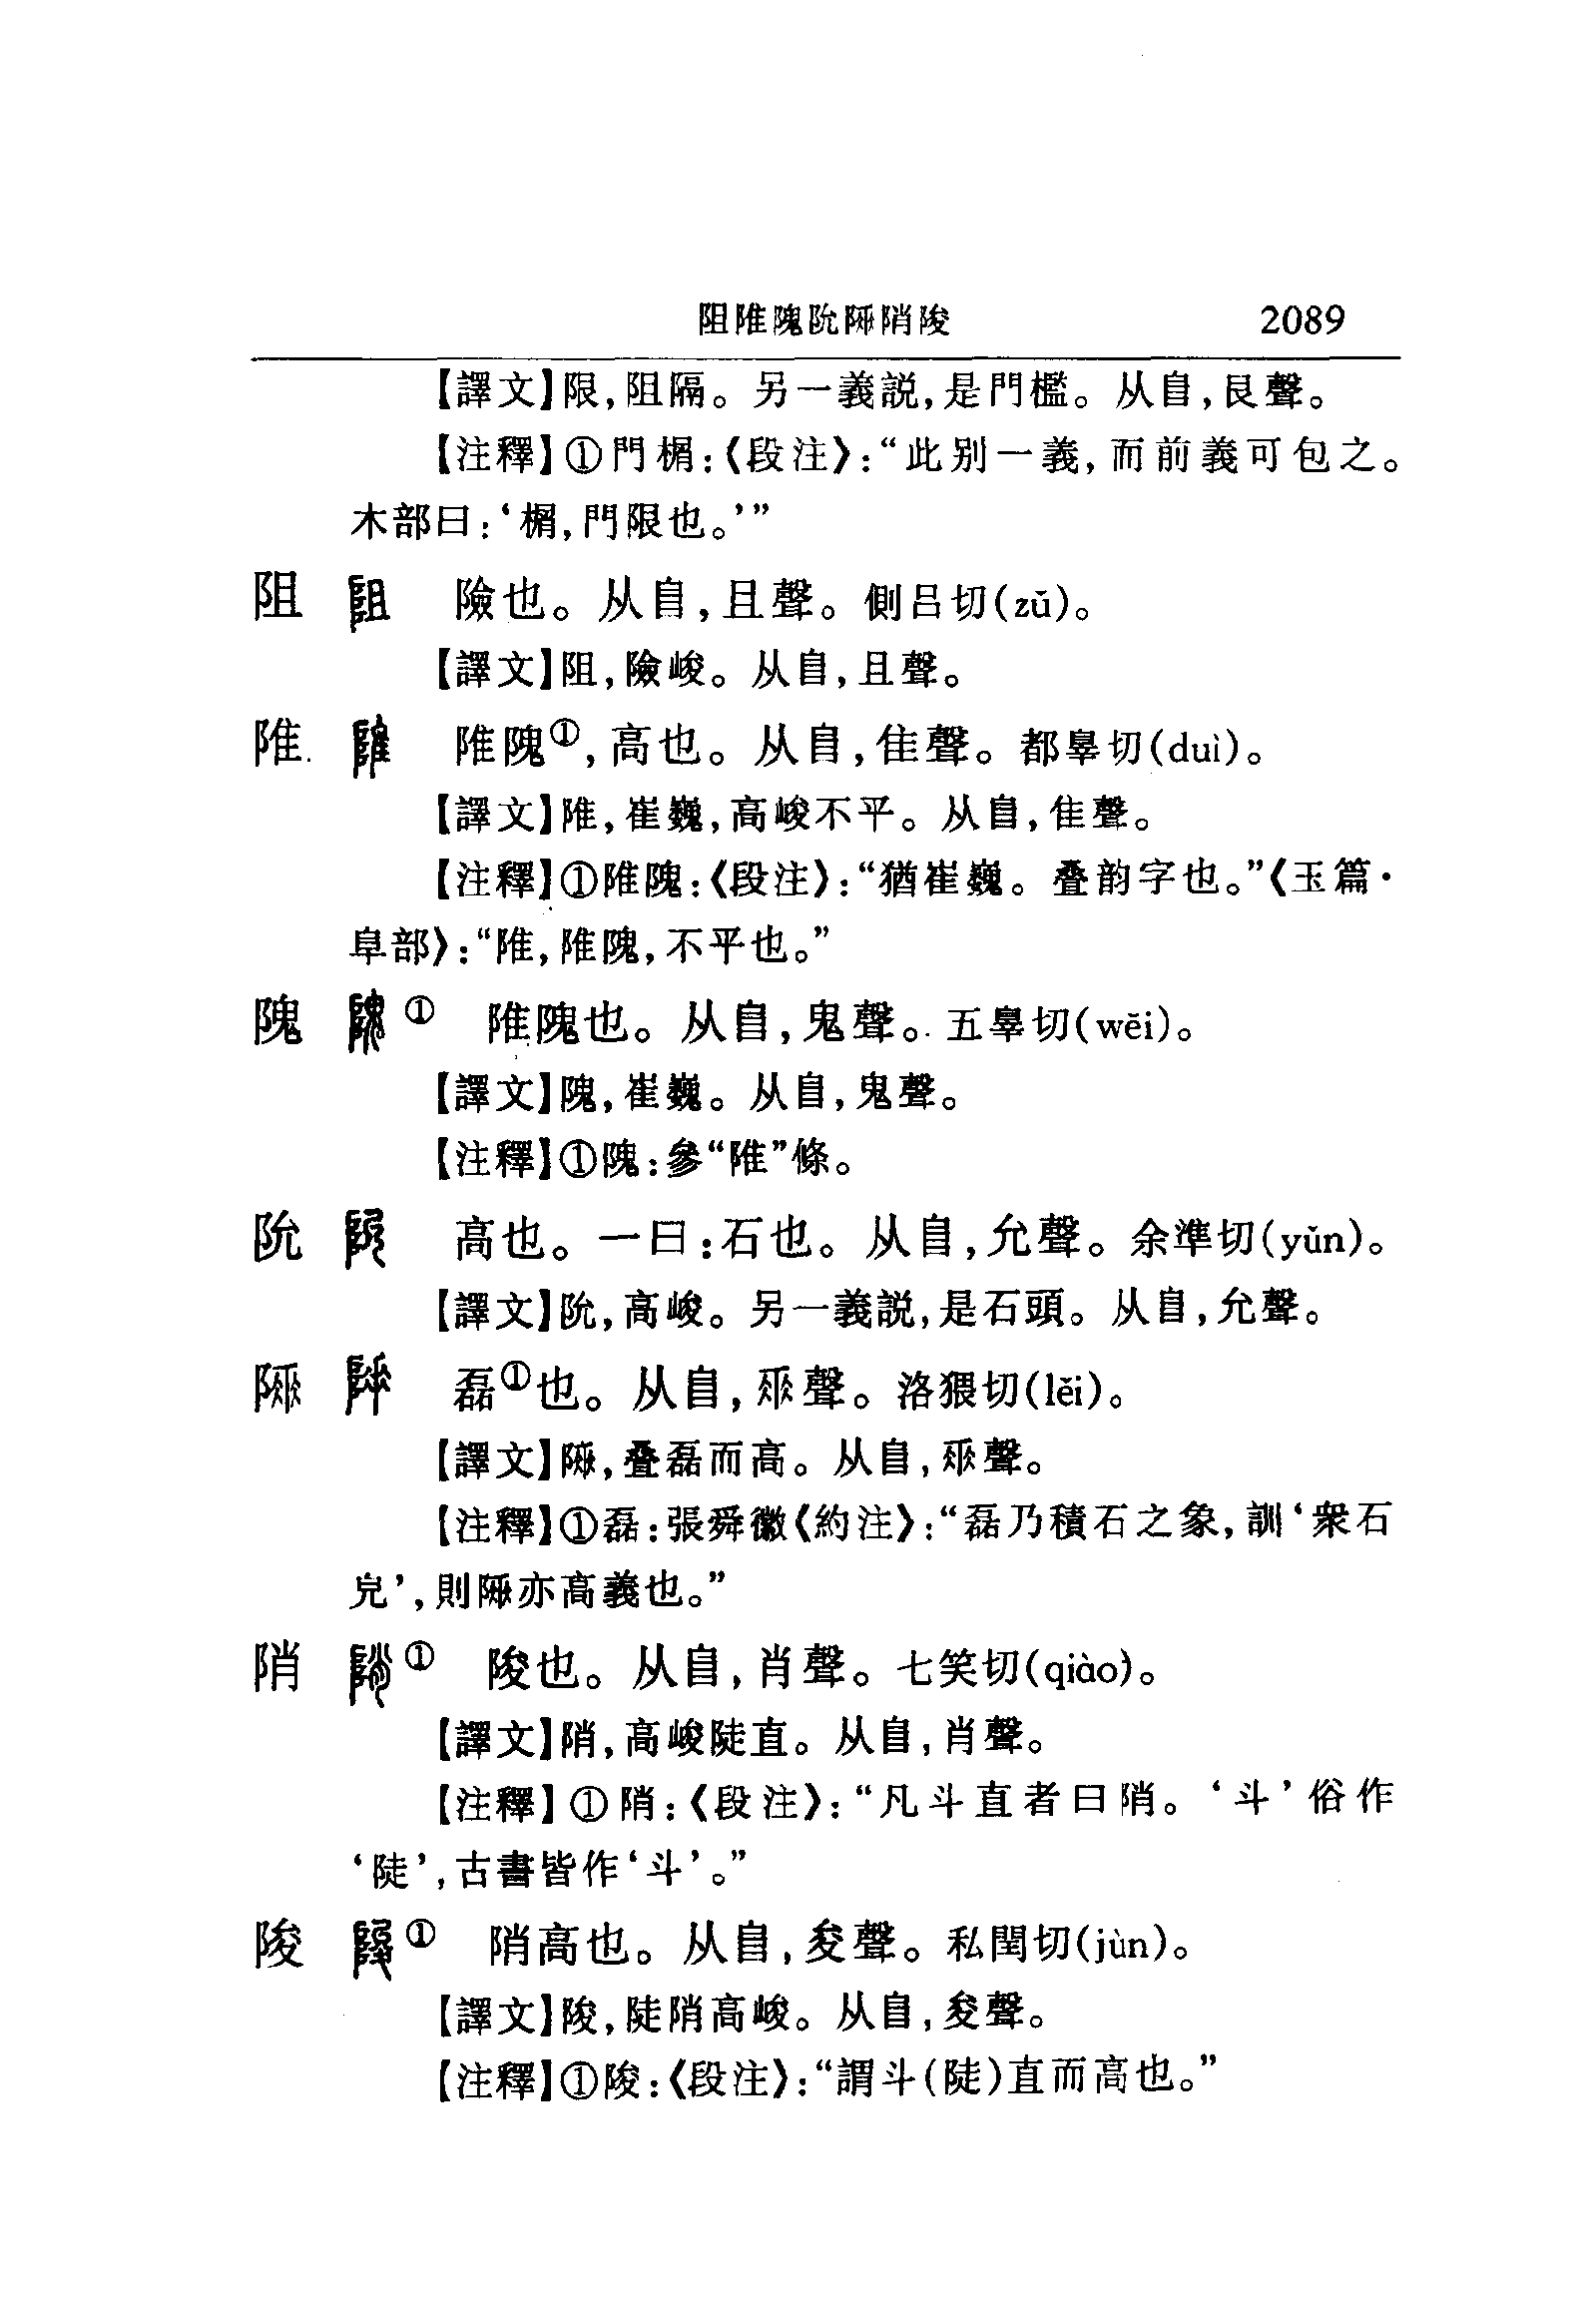 阻陮隗阭𨹹陗陖 2089
【譯文】限,阻隔。另一義説,是門檻。从𨸏,艮聲。
【注釋】①門榍:《段注》:“此别一義,而前義可包之。
木部曰:‘榍,門限也。’”
阻 險也。从𨸏,且聲。側吕切(zǔ)。
【譯文】阻,險峻。从𨸏,且聲。
陮 陮隗①,高也。从𨸏,隹聲。都辠切(duì)。
【譯文】陮,崔巍,高峻不平。从𨸏,隹聲。
【注釋】①陮隗:《段注》:“猶崔巍。叠韵字也。”《玉篇·
阜部》:“陮,陮隗,不平也。”
隗 ① 陮隗也。从𨸏,鬼聲。五辠切(wěi)。
【譯文】隗,崔巍。从𨸏,鬼聲。
【注釋】①隗:參“陮”條。
阭 高也。一曰:石也。从𨸏,允聲。余準切(yǔn)。
【譯文】阭,高峻。另一義説,是石頭。从𨸏,允聲。
𨹹 磊①也。从𨸏,𠂹聲。洛猥切(lěi)。
【譯文】𨹹,叠磊而高。从𨸏,𠂹聲。
【注釋】①磊:張舜徽《約注》:“磊乃積石之象,訓‘衆石
皃’,則𨹹亦高義也。”
陗 ① 陖也。从𨸏,肖聲。七笑切(qiào)。
【譯文】陗,高峻陡直。从𨸏,肖聲。
【注釋】①陗:《段注》:“凡斗直者曰陗。‘斗’俗作
‘陡’,古書皆作‘斗’。”
陖 ① 陗高也。从𨸏,夋聲。私閏切(jùn)。
【譯文】陖,陡陗高峻。从𨸏,夋聲。
【注釋】①陖:《段注》:“謂斗(陡)直而高也。”